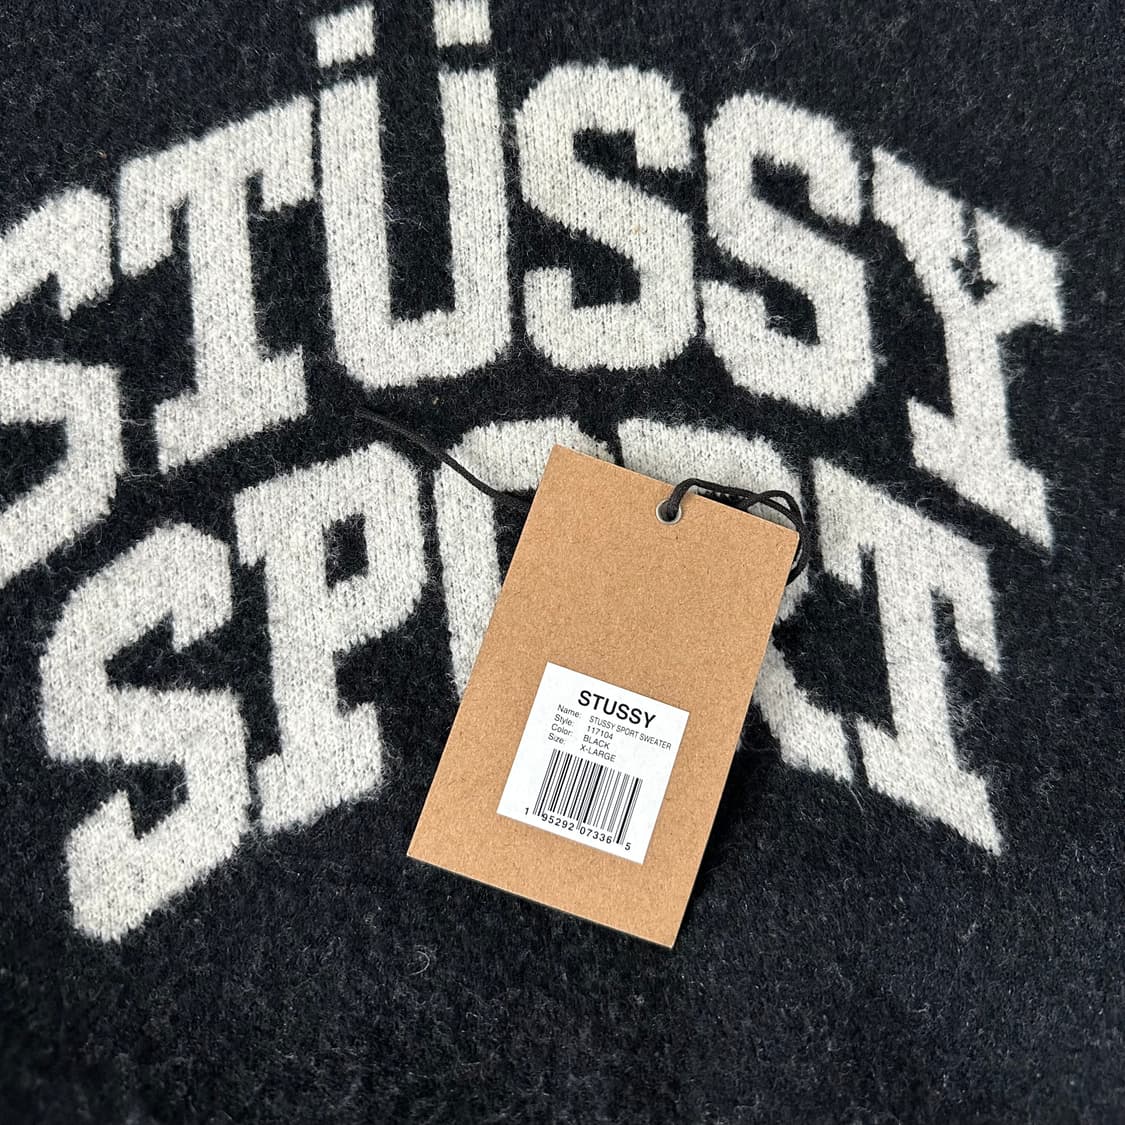 STÜSSY
SPORT
STUSSY
Name: STUSSY SPORT SWEATER
Style: 117104
Color: BLACK
Size: X-LARGE
1 95292 07336 5